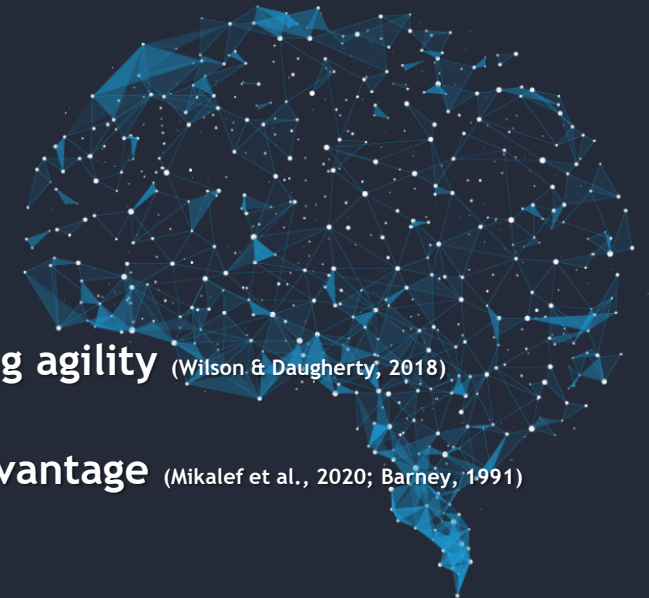 g agility (Wilson & Daugherty, 2018)
vantage (Mikalef et al., 2020; Barney, 1991)